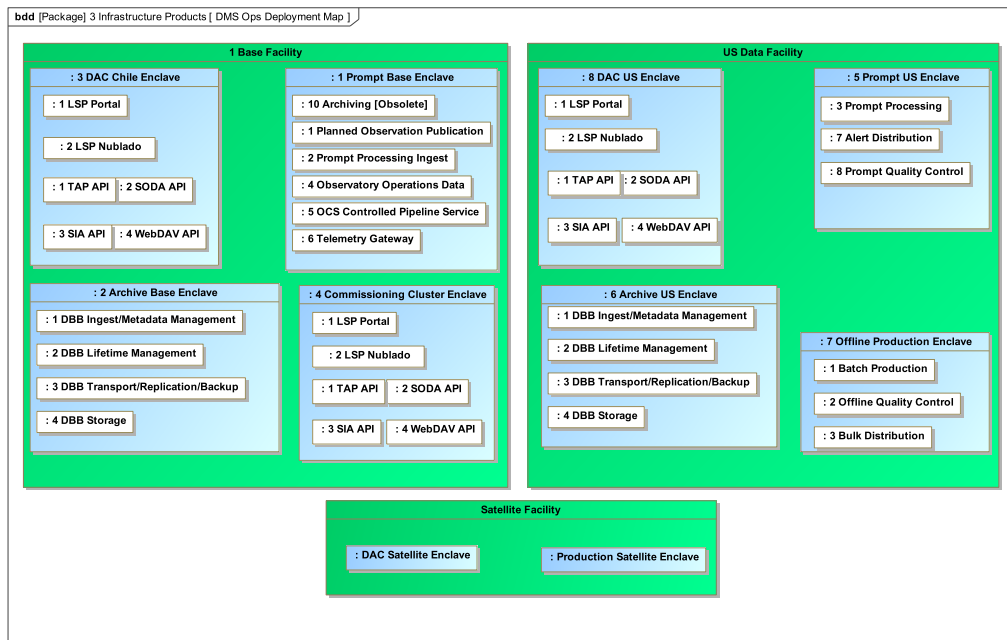 bdd [Package] 3 Infrastructure Products [ DMS Ops Deployment Map ]
1 Base Facility
: 3 DAC Chile Enclave
: 1 LSP Portal
: 2 LSP Nublado
: 1 TAP API
: 2 SODA API
: 3 SIA API
: 4 WebDAV API
: 1 Prompt Base Enclave
: 10 Archiving [Obsolete]
: 1 Planned Observation Publication
: 2 Prompt Processing Ingest
: 4 Observatory Operations Data
: 5 OCS Controlled Pipeline Service
: 6 Telemetry Gateway
: 2 Archive Base Enclave
: 1 DBB Ingest/Metadata Management
: 2 DBB Lifetime Management
: 3 DBB Transport/Replication/Backup
: 4 DBB Storage
: 4 Commissioning Cluster Enclave
: 1 LSP Portal
: 2 LSP Nublado
: 1 TAP API
: 2 SODA API
: 3 SIA API
: 4 WebDAV API
US Data Facility
: 8 DAC US Enclave
: 1 LSP Portal
: 2 LSP Nublado
: 1 TAP API
: 2 SODA API
: 3 SIA API
: 4 WebDAV API
: 5 Prompt US Enclave
: 3 Prompt Processing
: 7 Alert Distribution
: 8 Prompt Quality Control
: 6 Archive US Enclave
: 1 DBB Ingest/Metadata Management
: 2 DBB Lifetime Management
: 3 DBB Transport/Replication/Backup
: 4 DBB Storage
: 7 Offline Production Enclave
: 1 Batch Production
: 2 Offline Quality Control
: 3 Bulk Distribution
Satellite Facility
: DAC Satellite Enclave
: Production Satellite Enclave